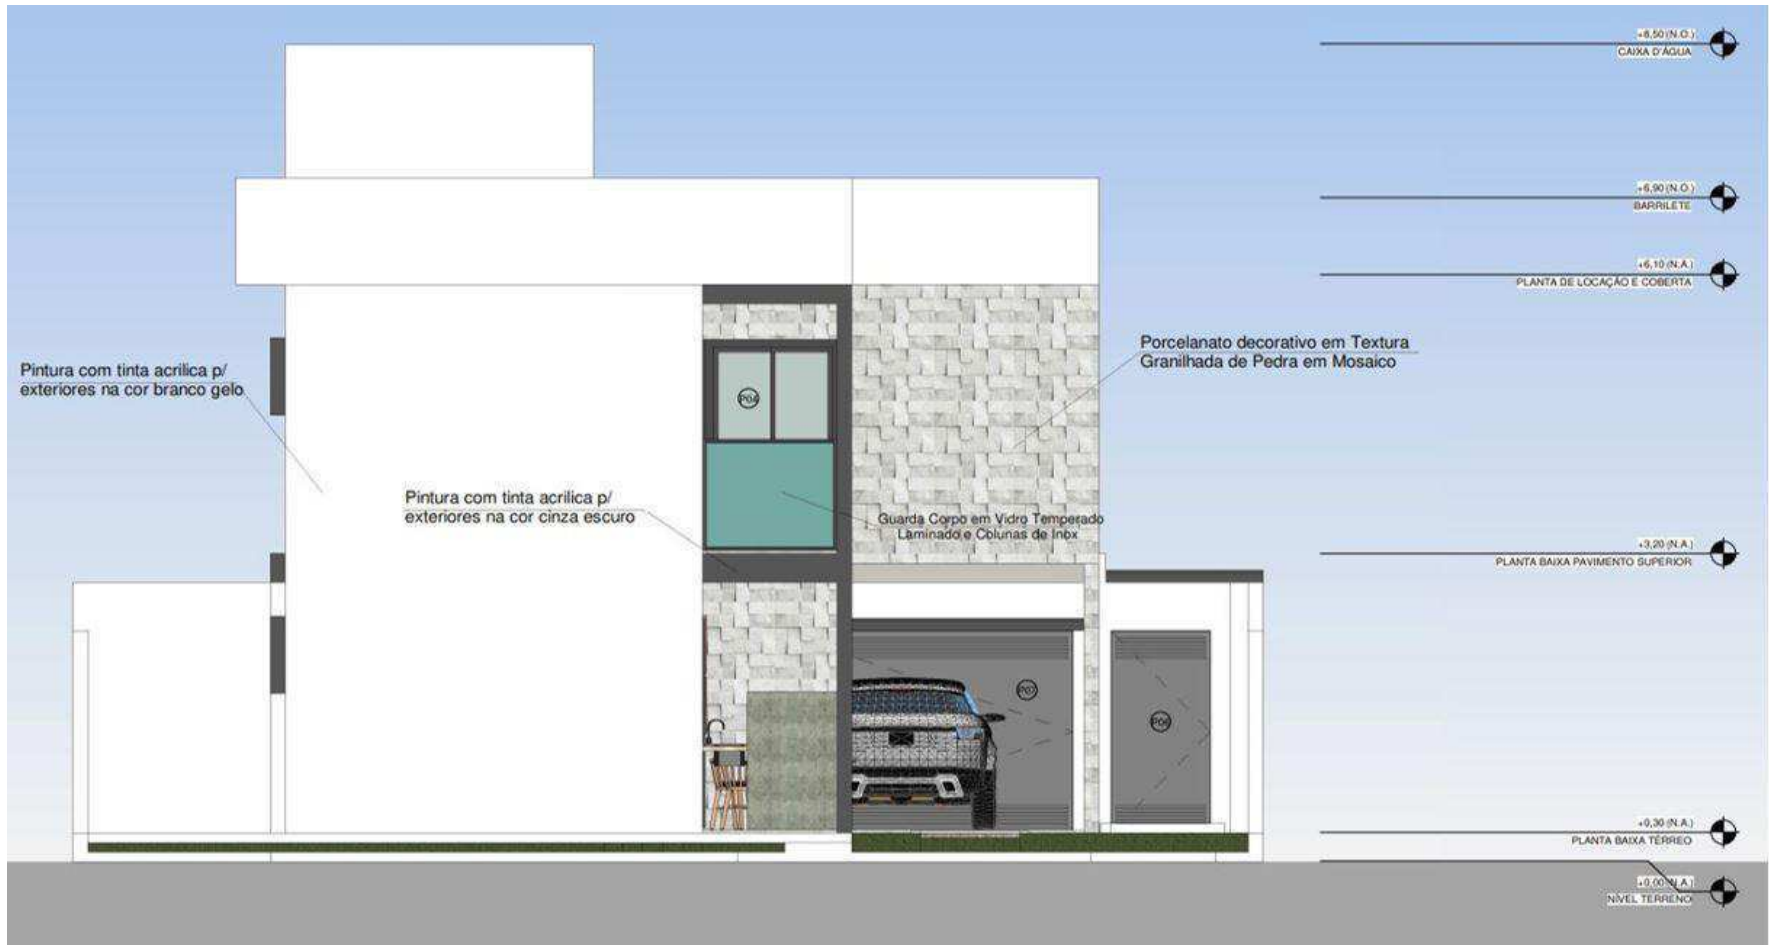 +8,50 (N.O.)
CAIXA D'ÁGUA
+6,90 (N.O.)
BARRILETE
+6,10 (N.A.)
PLANTA DE LOCAÇÃO E COBERTA
Porcelanato decorativo em Textura
Granilhada de Pedra em Mosaico
Pintura com tinta acrilica p/
exteriores na cor branco gelo
P04
Pintura com tinta acrilica p/
exteriores na cor cinza escuro
Guarda Corpo em Vidro Temperado
Laminado e Colunas de Inox
+3,20 (N.A.)
PLANTA BAIXA PAVIMENTO SUPERIOR
P07
P06
+0,30 (N.A.)
PLANTA BAIXA TÉRREO
+0,00 (N.A.)
NÍVEL TERRENO